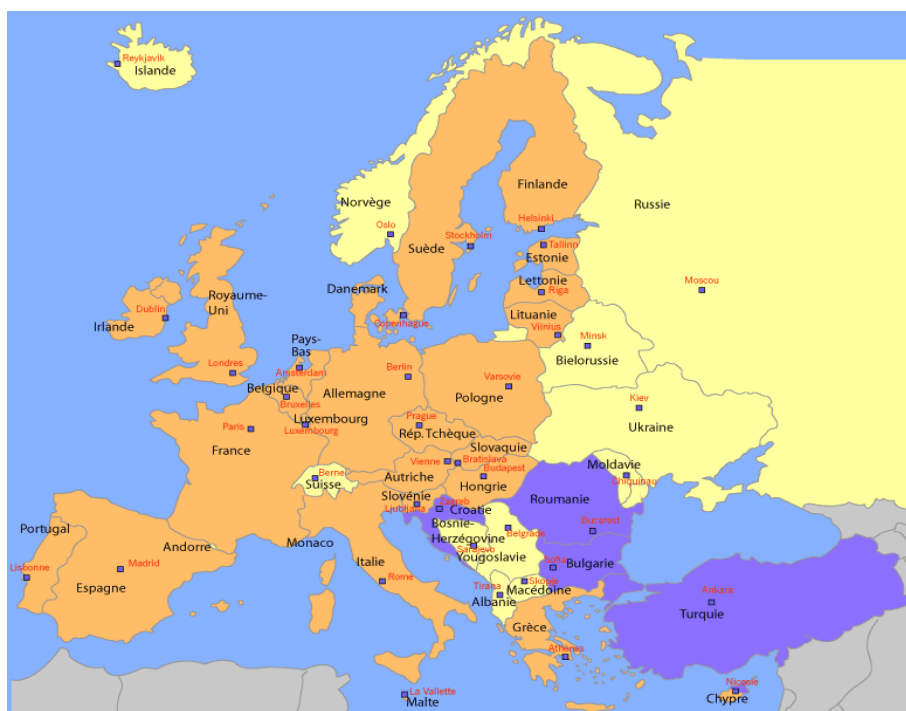 Reykjavik
Islande
Finlande
Norvège
Russie
Helsinki
Oslo
Stockholm
Tallinn
Suède
Estonie
Moscou
Lettonie
Danemark
Riga
Royaume-
Uni
Dublin
Lituanie
Irlande
Copenhague
Vilnius
Minsk
Pays-
Bas
Bielorussie
Londres
Amsterdam
Berlin
Varsovie
Belgique
Allemagne
Pologne
Kiev
Bruxelles
Luxembourg
Prague
Ukraine
Paris
Luxembourg
Rép. Tchèque
France
Slovaquie
Vienne
Bratislava
Moldavie
Berne
Budapest
Suisse
Autriche
Hongrie
Chiquinau
Slovénie
Zagreb
Roumanie
Ljubljana
Croatie
Portugal
Bosnie-
Herzégovine
Belgrade
Bucarest
Andorre
Monaco
Sarajevo
Yougoslavie
Italie
Sofia
Bulgarie
Lisbonne
Madrid
Rome
Tirana
Skopje
Espagne
Macédoine
Ankara
Albanie
Turquie
Grèce
Athènes
Nicosie
La Vallette
Malte
Chypre